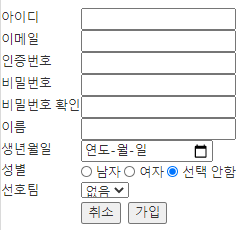 아이디
이메일
인증번호
비밀번호
비밀번호 확인
이름
생년월일 연도-월-일
성별 남자 여자 선택 안함
선호팀 없음
취소 가입